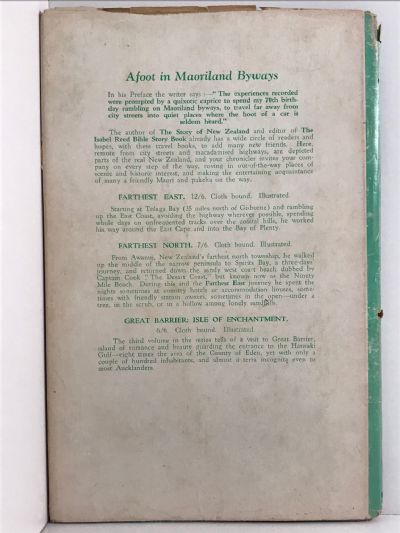 Afoot in Maoriland Byways
In his Preface the writer says :—" The experiences recorded
were prompted by a quixotic caprice to spend my 70th birth-
day rambling on Maoriland byways, to travel far away from
city streets into quiet places where the hoot of a car is
seldom heard."
The author of The Story of New Zealand and editor of The
Isabel Reed Bible Story Book already has a wide circle of readers and
hopes, with these travel books, to add many new friends. Here,
remote from city streets and macadamised highways, are depicted
parts of the real New Zealand, and your chronicler invites your com-
pany on every step of the way, roving in out-of-the-way places of
scenic and historic interest, and making the entertaining acquaintance
of many a friendly Maori and pakeha on the way.
FARTHEST EAST. 12/6. Cloth bound. Illustrated.
Starting at Tolaga Bay (35 miles north of Gisborne) and rambling
up the East Coast, avoiding the highway wherever possible, spending
whole days on unfrequented tracks over the coastal hills, he worked
his way around the East Cape and into the Bay of Plenty.
FARTHEST NORTH. 7/6. Cloth bound. Illustrated.
From Awanui, New Zealand's farthest north township, he walked
up the middle of the narrow peninsula to Spirits Bay, a three-days
journey, and returned down the sandy west coast beach dubbed by
Captain Cook " The Desert Coast," but known now as the Ninety
Mile Beach. During this and the Farthest East journey he spent the
nights sometimes at country hotels or accommodation houses, some-
times with friendly station owners, sometimes in the open—under a
tree, in the scrub, or in a hollow among lonely sandhills.
GREAT BARRIER: ISLE OF ENCHANTMENT.
6/6. Cloth bound. Illustrated.
The third volume in the series tells of a visit to Great Barrier,
island of romance and beauty guarding the entrance to the Hauraki
Gulf—eight times the area of the County of Eden, yet with only a
couple of hundred inhabitants, and almost a terra incognita even to
most Aucklanders.